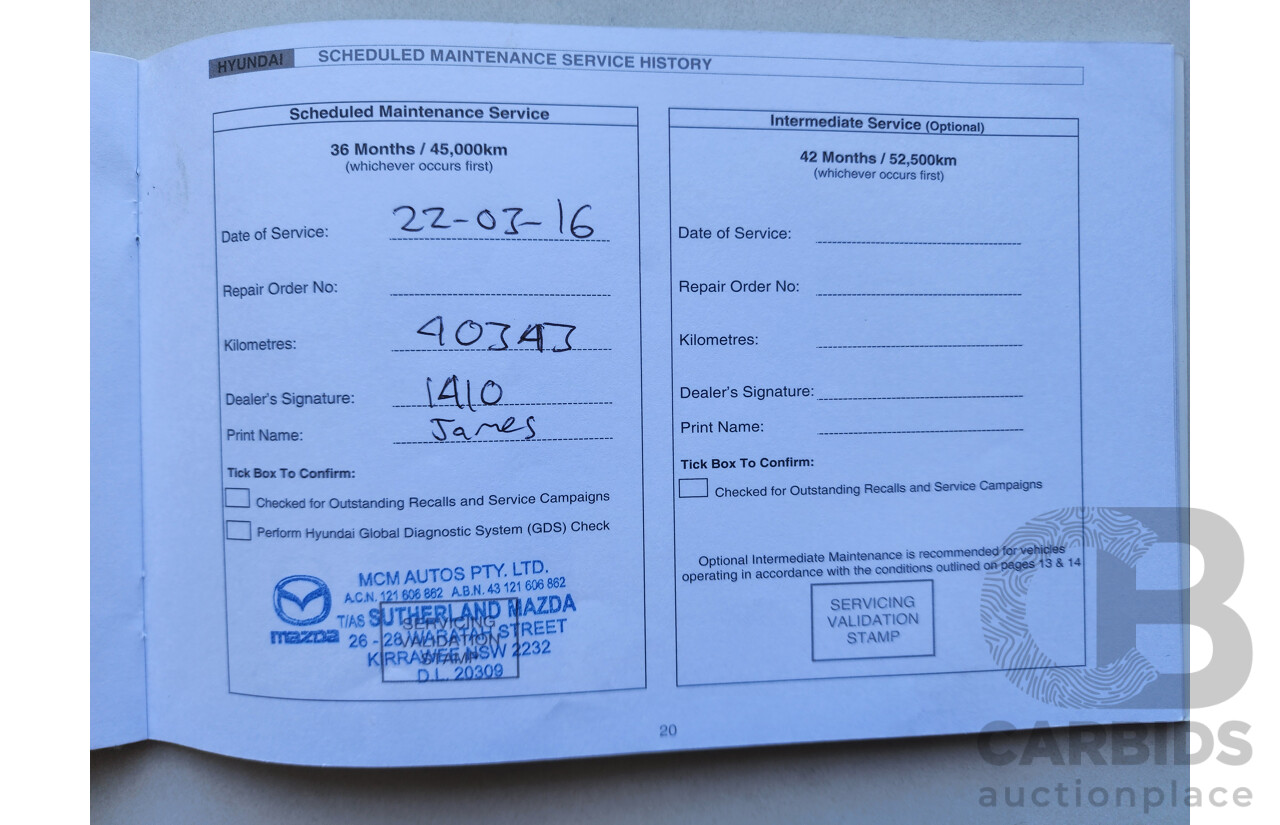 HYUNDAI SCHEDULED MAINTENANCE SERVICE HISTORY
Scheduled Maintenance Service
36 Months / 45,000km
(whichever occurs first)
Date of Service: 22-03-16
Repair Order No:
Kilometres: 40343
Dealer's Signature: 1410
Print Name: James
Tick Box To Confirm:
Checked for Outstanding Recalls and Service Campaigns
Perform Hyundai Global Diagnostic System (GDS) Check
MCM AUTOS PTY. LTD.
A.C.N. 121 606 862 A.B.N. 43 121 606 862
T/AS SUTHERLAND MAZDA
mazda 26 - 28 WARATAH STREET
KIRRAWEE NSW 2232
D.L. 20309
SERVICING
VALIDATION
STAMP
Intermediate Service (Optional)
42 Months / 52,500km
(whichever occurs first)
Date of Service:
Repair Order No:
Kilometres:
Dealer's Signature:
Print Name:
Tick Box To Confirm:
Checked for Outstanding Recalls and Service Campaigns
Optional Intermediate Maintenance is recommended for vehicles
operating in accordance with the conditions outlined on pages 13 & 14
SERVICING
VALIDATION
STAMP
20
CB
CARBIDS
auctionplace